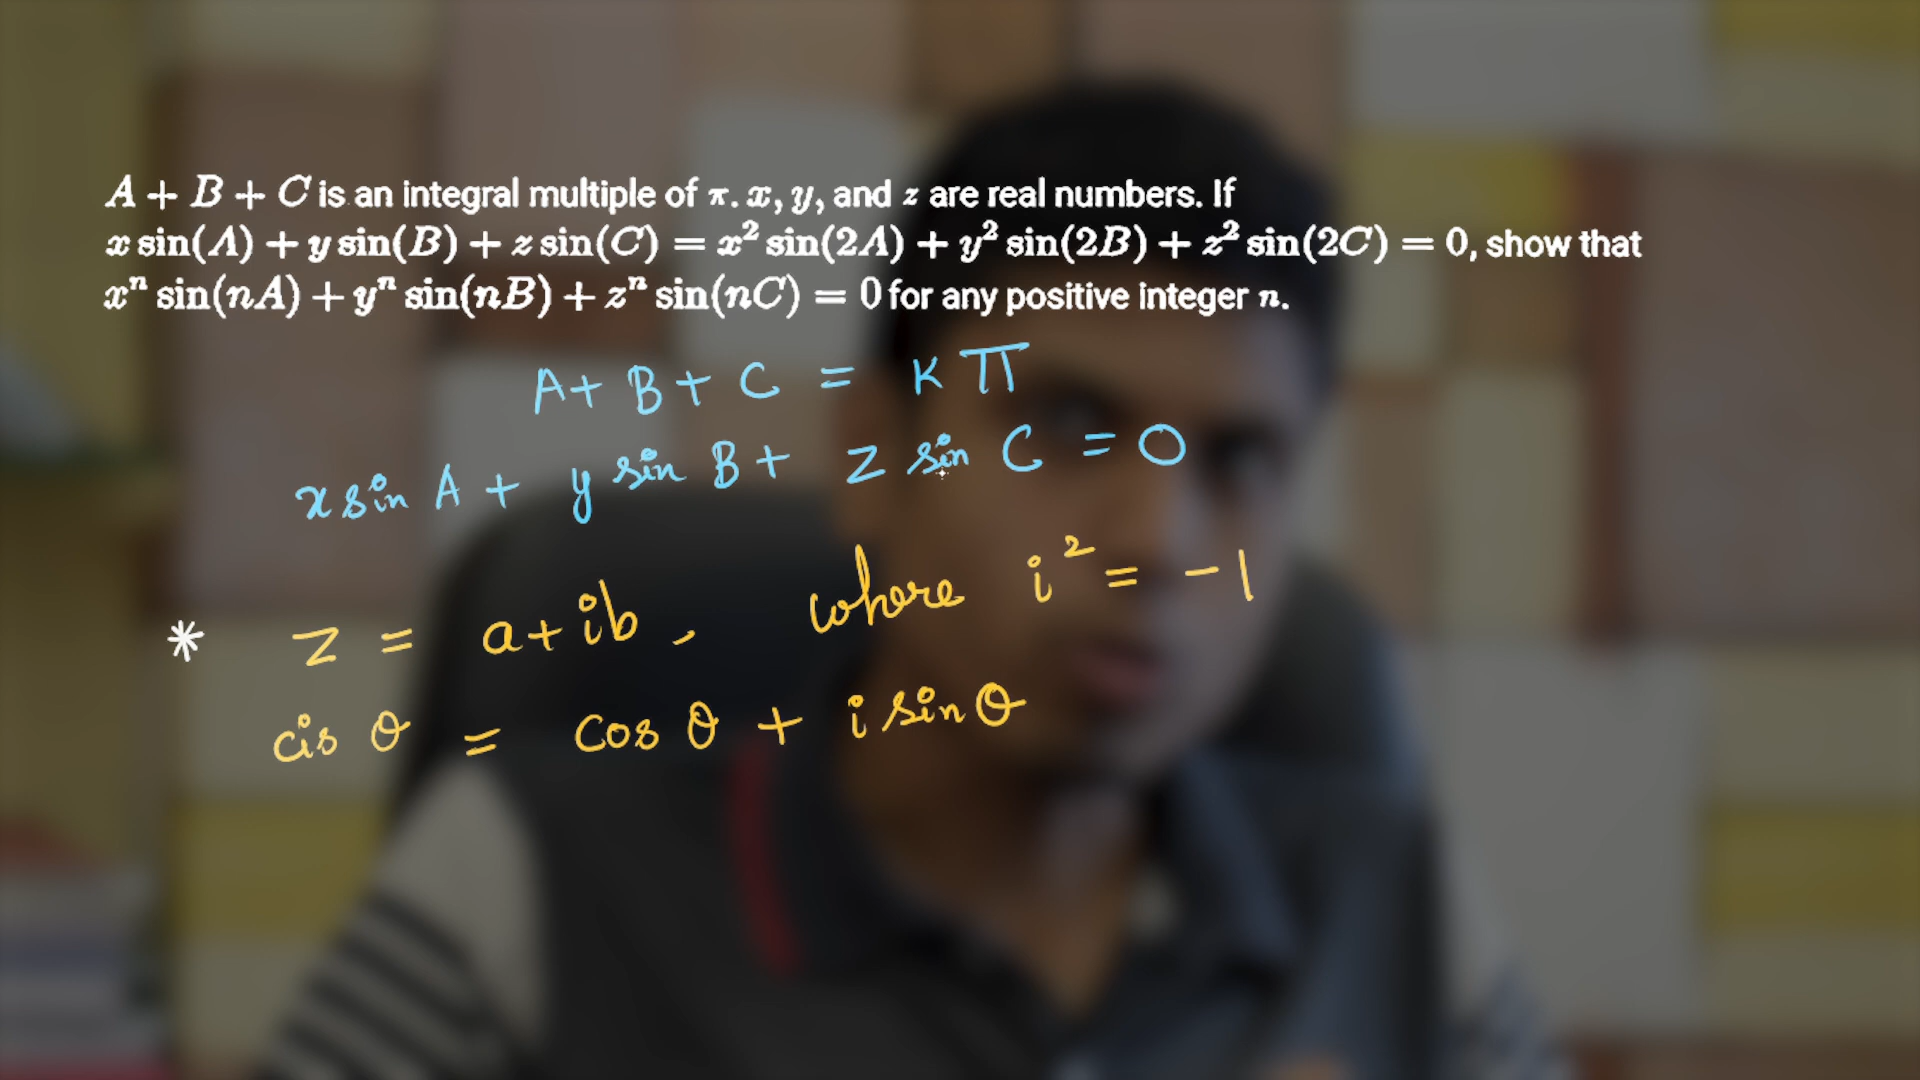 A + B + C is an integral multiple of π. x, y, and z are real numbers. If
x sin(A) + y sin(B) + z sin(C) = x² sin(2A) + y² sin(2B) + z² sin(2C) = 0, show that
xⁿ sin(nA) + yⁿ sin(nB) + zⁿ sin(nC) = 0 for any positive integer n.
A + B + C = K π
x sin A + y sin B + z sin C = 0
* z = a + ib, where i² = -1
cis θ = cos θ + i sin θ